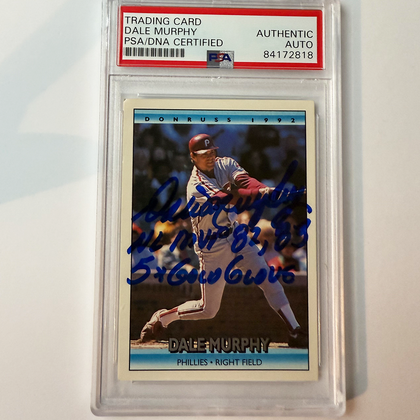 TRADING CARD
DALE MURPHY
PSA/DNA CERTIFIED
AUTHENTIC
AUTO
84172818
PSA
DONRUSS 1992
P
Dale Murphy
NL MVP '82, '83
5x GOLD GLOVE
DALE MURPHY
PHILLIES • RIGHT FIELD